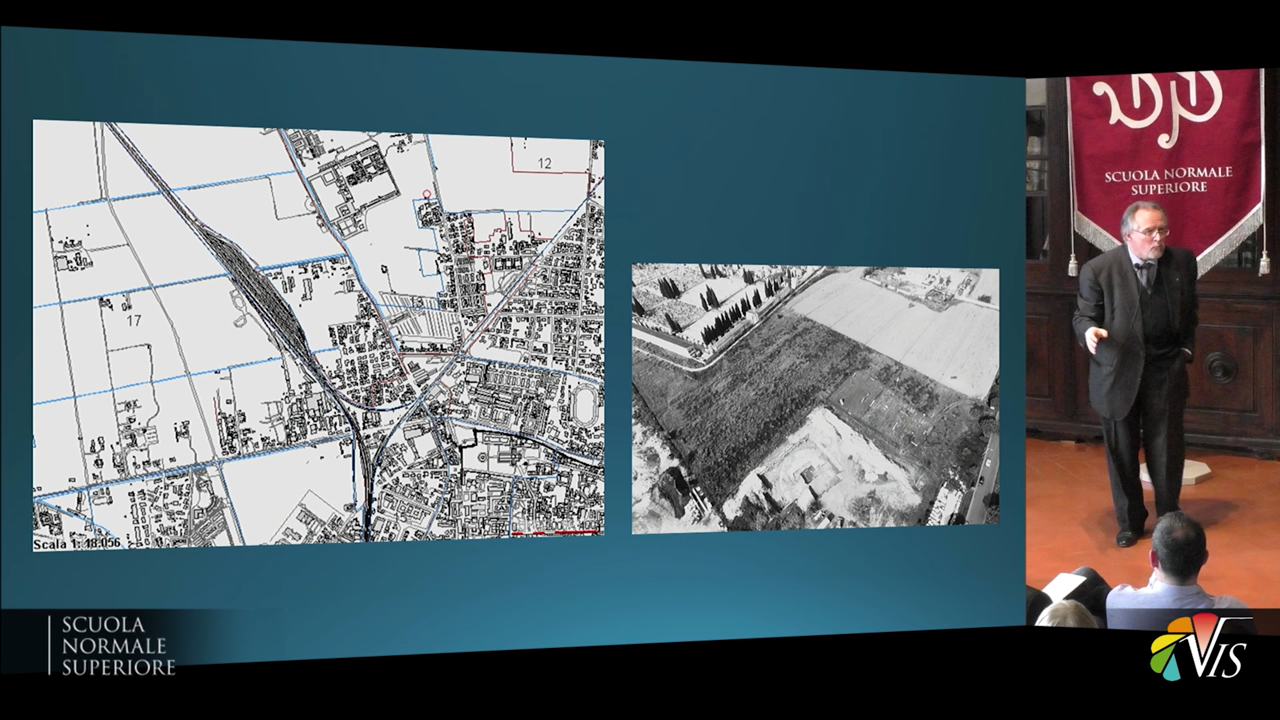 12
17
Scala 1: 18.056
SCUOLA NORMALE
SUPERIORE
SCUOLA
NORMALE
SUPERIORE
VIS